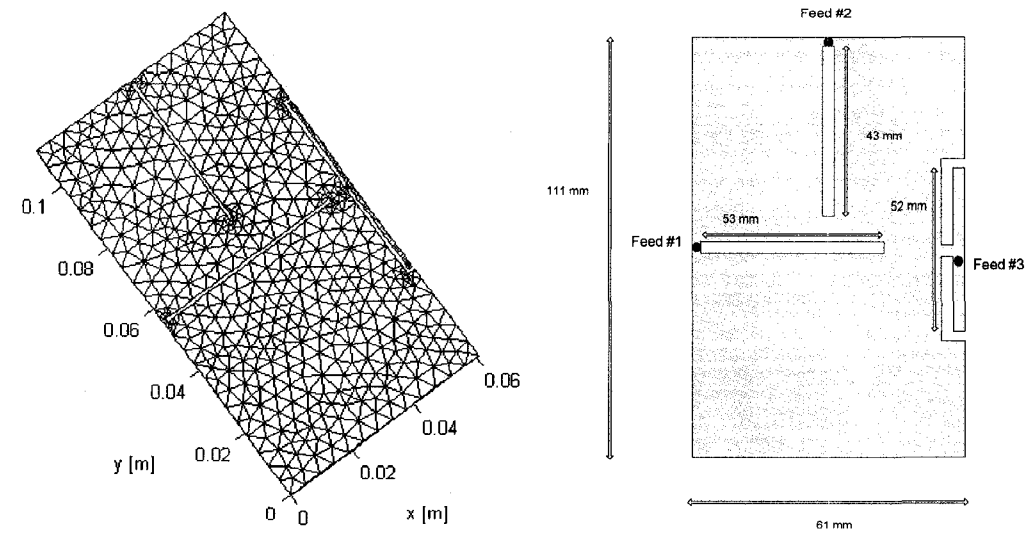 0.1
0.08
0.06
0.04
0.02
0
y [m]
0
0.02
0.04
0.06
x [m]
Feed #2
43 mm
111 mm
53 mm
52 mm
Feed #1
Feed #3
61 mm